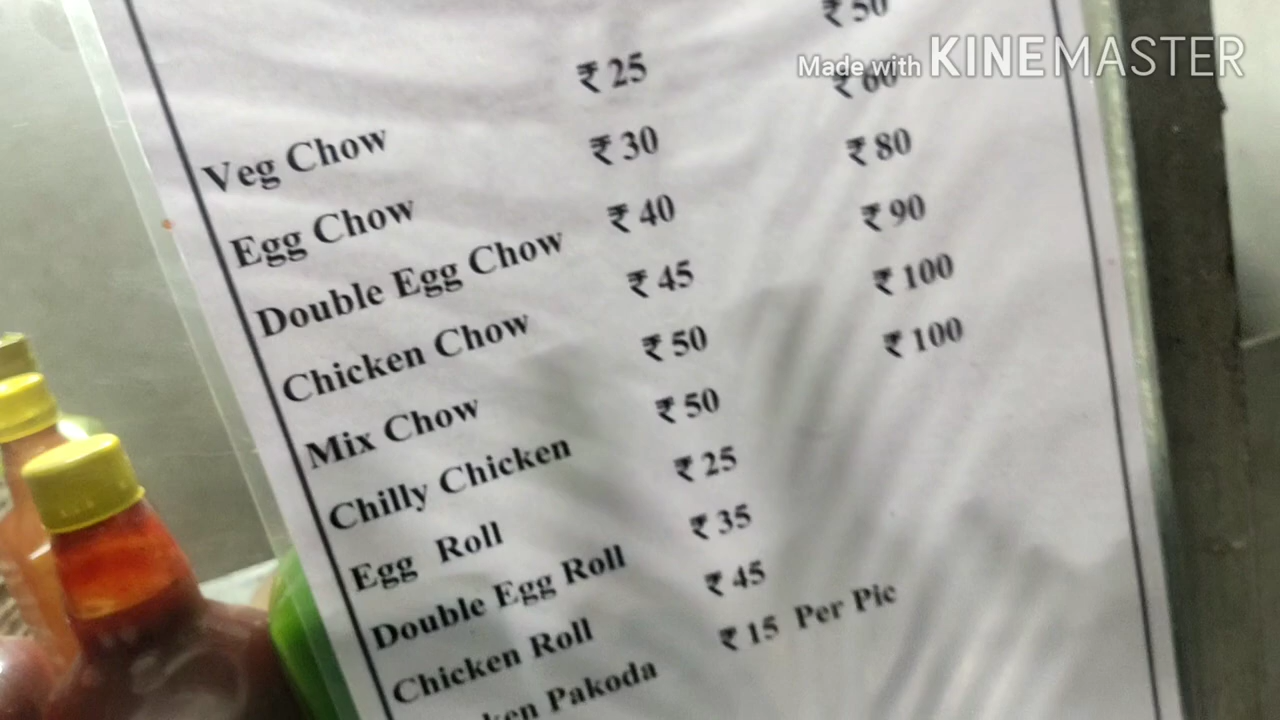 Made with KINEMASTER
Veg Chow ₹ 25 ₹ 50
Egg Chow ₹ 30 ₹ 60
Double Egg Chow ₹ 40 ₹ 80
Chicken Chow ₹ 45 ₹ 90
Mix Chow ₹ 50 ₹ 100
Chilly Chicken ₹ 50 ₹ 100
Egg Roll ₹ 25
Double Egg Roll ₹ 35
Chicken Roll ₹ 45
Pakoda ₹ 15 Per Pic